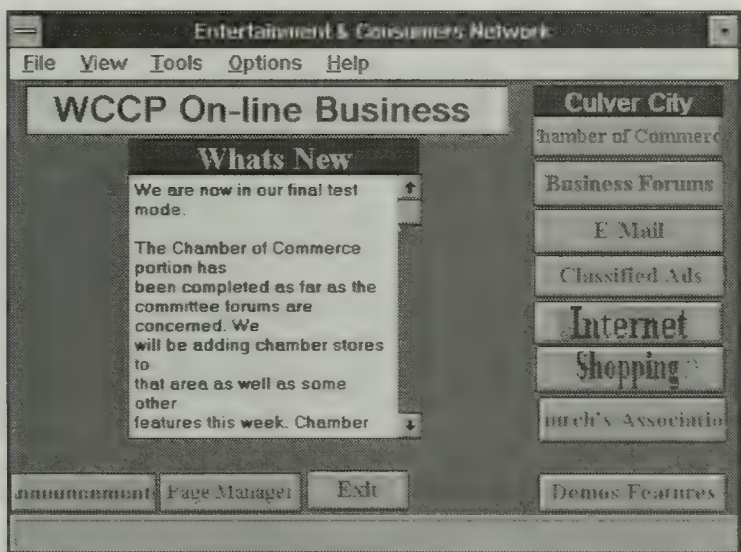 Entertainment & Consumers Network
File View Tools Options Help
WCCP On-line Business
Whats New
We are now in our final test
mode.
The Chamber of Commerce
portion has
been completed as far as the
committee forums are
concerned. We
will be adding chamber stores
to
that area as well as some
other
features this week. Chamber
Culver City
hamber of Commerc
Business Forums
E Mail
Classified Ads
Internet
Shopping
urch's Associatio
nnouncement Page Manager Exit
Demos Features